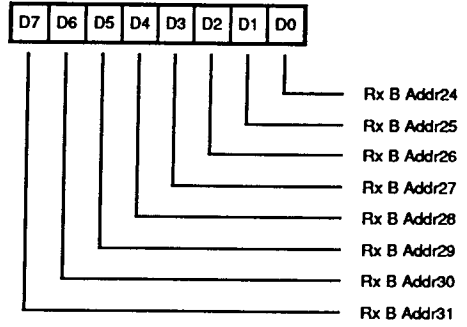 D7 D6 D5 D4 D3 D2 D1 D0
Rx B Addr24
Rx B Addr25
Rx B Addr26
Rx B Addr27
Rx B Addr28
Rx B Addr29
Rx B Addr30
Rx B Addr31